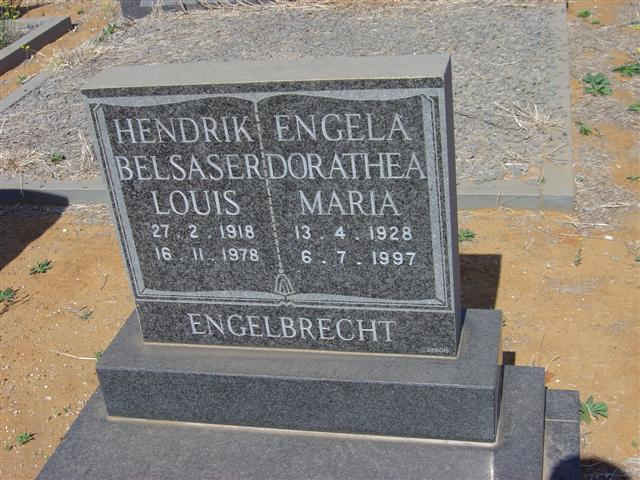 HENDRIK
BELSASER
LOUIS
27 . 2 . 1918
16 . 11 . 1978
ENGELA
DORATHEA
MARIA
13 . 4 . 1928
6 . 7 . 1997
ENGELBRECHT